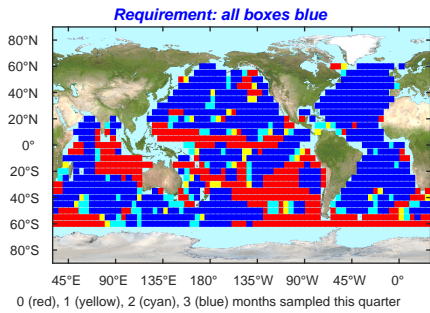 Requirement: all boxes blue
80°N
60°N
40°N
20°N
0°
20°S
40°S
60°S
80°S
45°E 90°E 135°E 180° 135°W 90°W 45°W 0°
0 (red), 1 (yellow), 2 (cyan), 3 (blue) months sampled this quarter